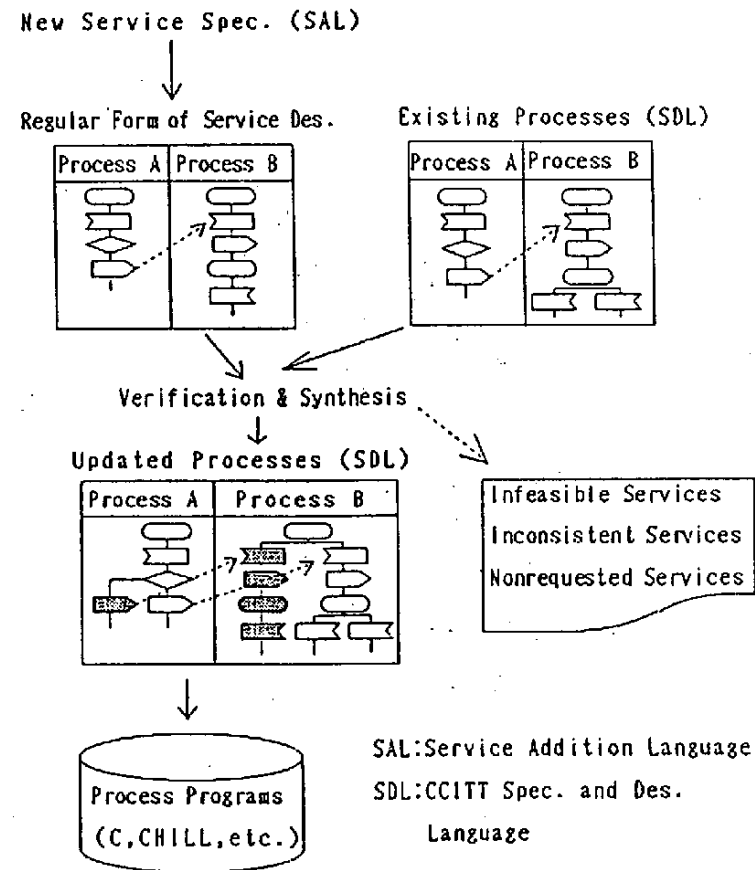 New Service Spec. (SAL)
Regular Form of Service Des.
Existing Processes (SDL)
Process A
Process B
Process A
Process B
Verification & Synthesis
Updated Processes (SDL)
Process A
Process B
Infeasible Services
Inconsistent Services
Nonrequested Services
Process Programs
(C,CHILL,etc.)
SAL:Service Addition Language
SDL:CCITT Spec. and Des.
Language